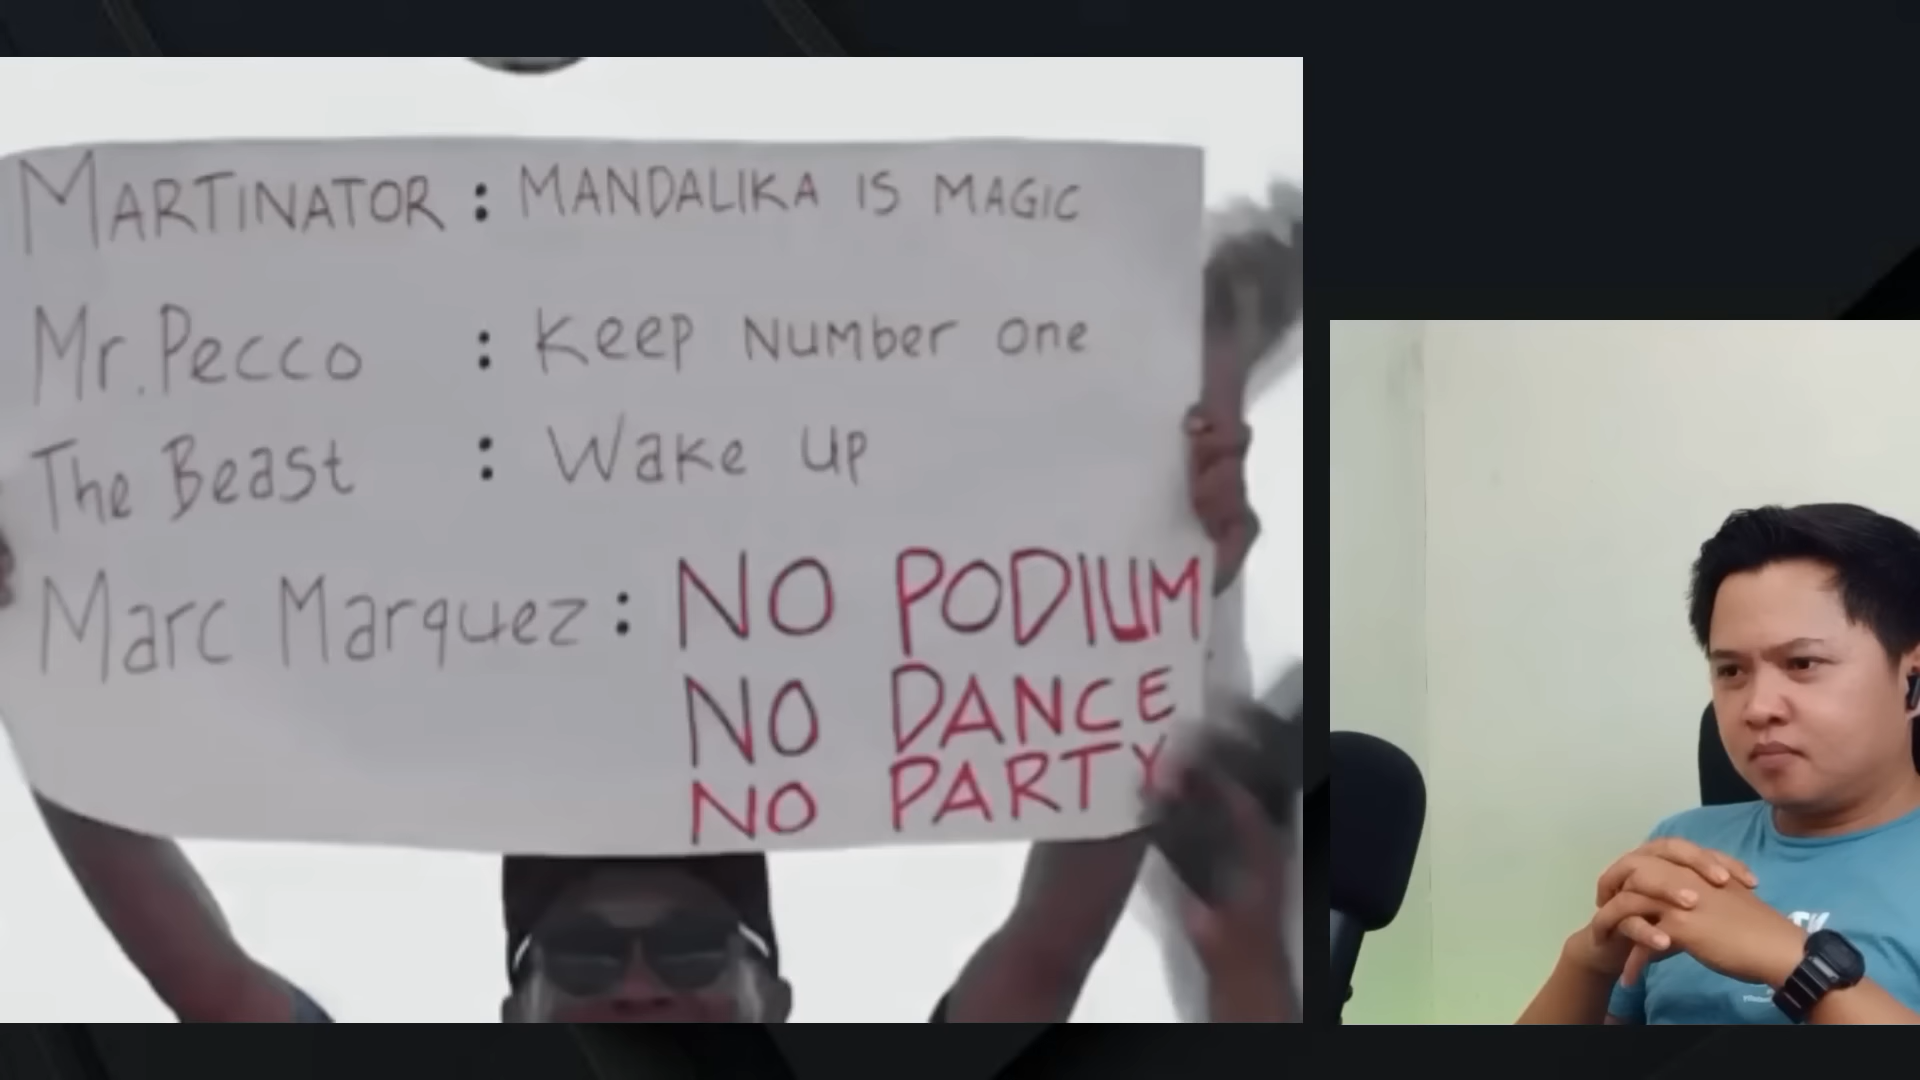 MARTINATOR : MANDALIKA IS MAGIC
Mr. Pecco : Keep Number One
The Beast : Wake Up
Marc Marquez : NO PODIUM
NO DANCE
NO PARTY